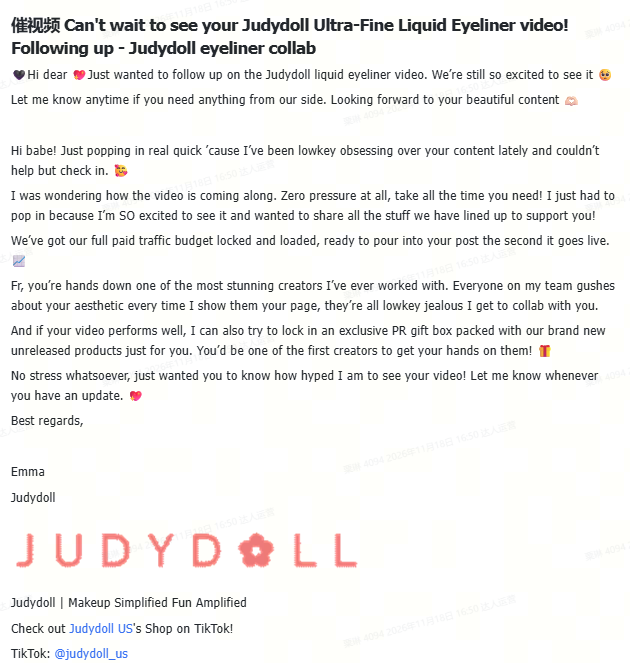 催视频 Can't wait to see your Judydoll Ultra-Fine Liquid Eyeliner video!
Following up - Judydoll eyeliner collab
🖤Hi dear 💖Just wanted to follow up on the Judydoll liquid eyeliner video. We’re still so excited to see it 🥹
Let me know anytime if you need anything from our side. Looking forward to your beautiful content 🫶🏻
Hi babe! Just popping in real quick ’cause I’ve been lowkey obsessing over your content lately and couldn’t
help but check in. 🥰
I was wondering how the video is coming along. Zero pressure at all, take all the time you need! I just had to
pop in because I’m SO excited to see it and wanted to share all the stuff we have lined up to support you!
We’ve got our full paid traffic budget locked and loaded, ready to pour into your post the second it goes live.
📈
Fr, you’re hands down one of the most stunning creators I’ve ever worked with. Everyone on my team gushes
about your aesthetic every time I show them your page, they’re all lowkey jealous I get to collab with you.
And if your video performs well, I can also try to lock in an exclusive PR gift box packed with our brand new
unreleased products just for you. You’d be one of the first creators to get your hands on them! 🎁
No stress whatsoever, just wanted you to know how hyped I am to see your video! Let me know whenever
you have an update. 💖
Best regards,
Emma
Judydoll
JUDYDOLL
Judydoll | Makeup Simplified Fun Amplified
Check out Judydoll US's Shop on TikTok!
TikTok: @judydoll_us